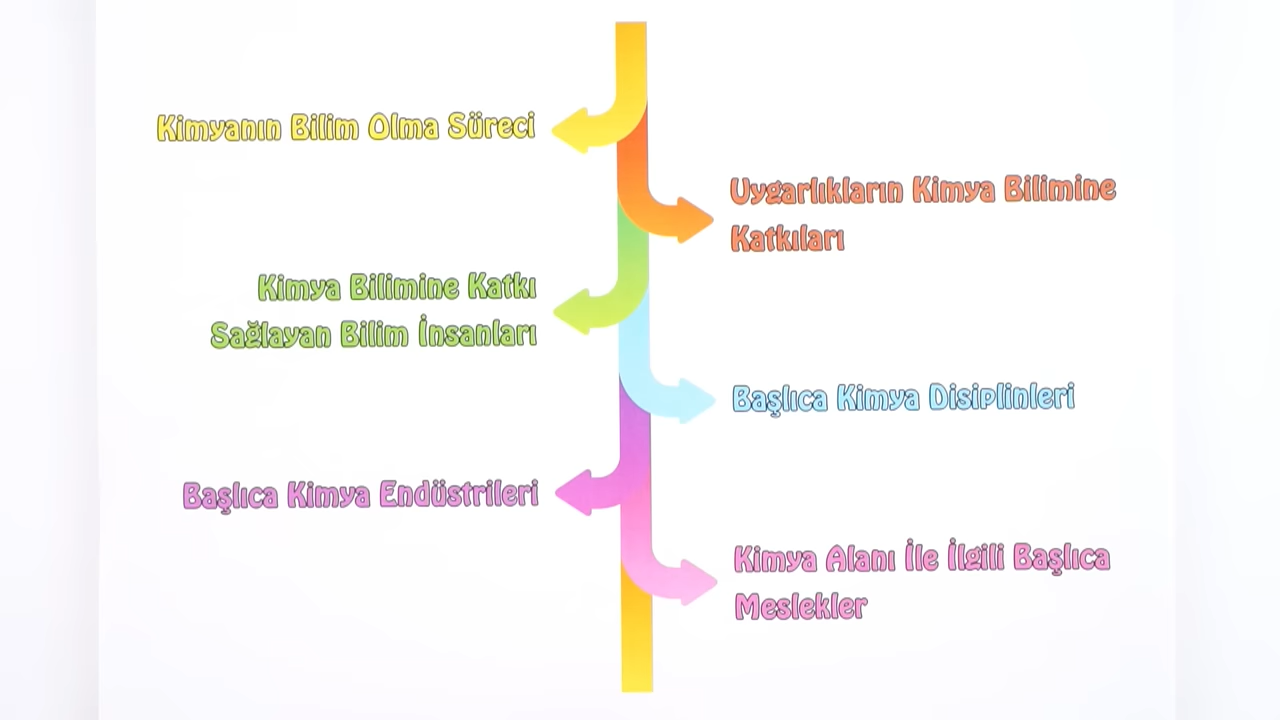 Kimyanın Bilim Olma Süreci
Uygarlıkların Kimya Bilimine
Katkıları
Kimya Bilimine Katkı
Sağlayan Bilim İnsanları
Başlıca Kimya Disiplinleri
Başlıca Kimya Endüstrileri
Kimya Alanı İle İlgili Başlıca
Meslekler